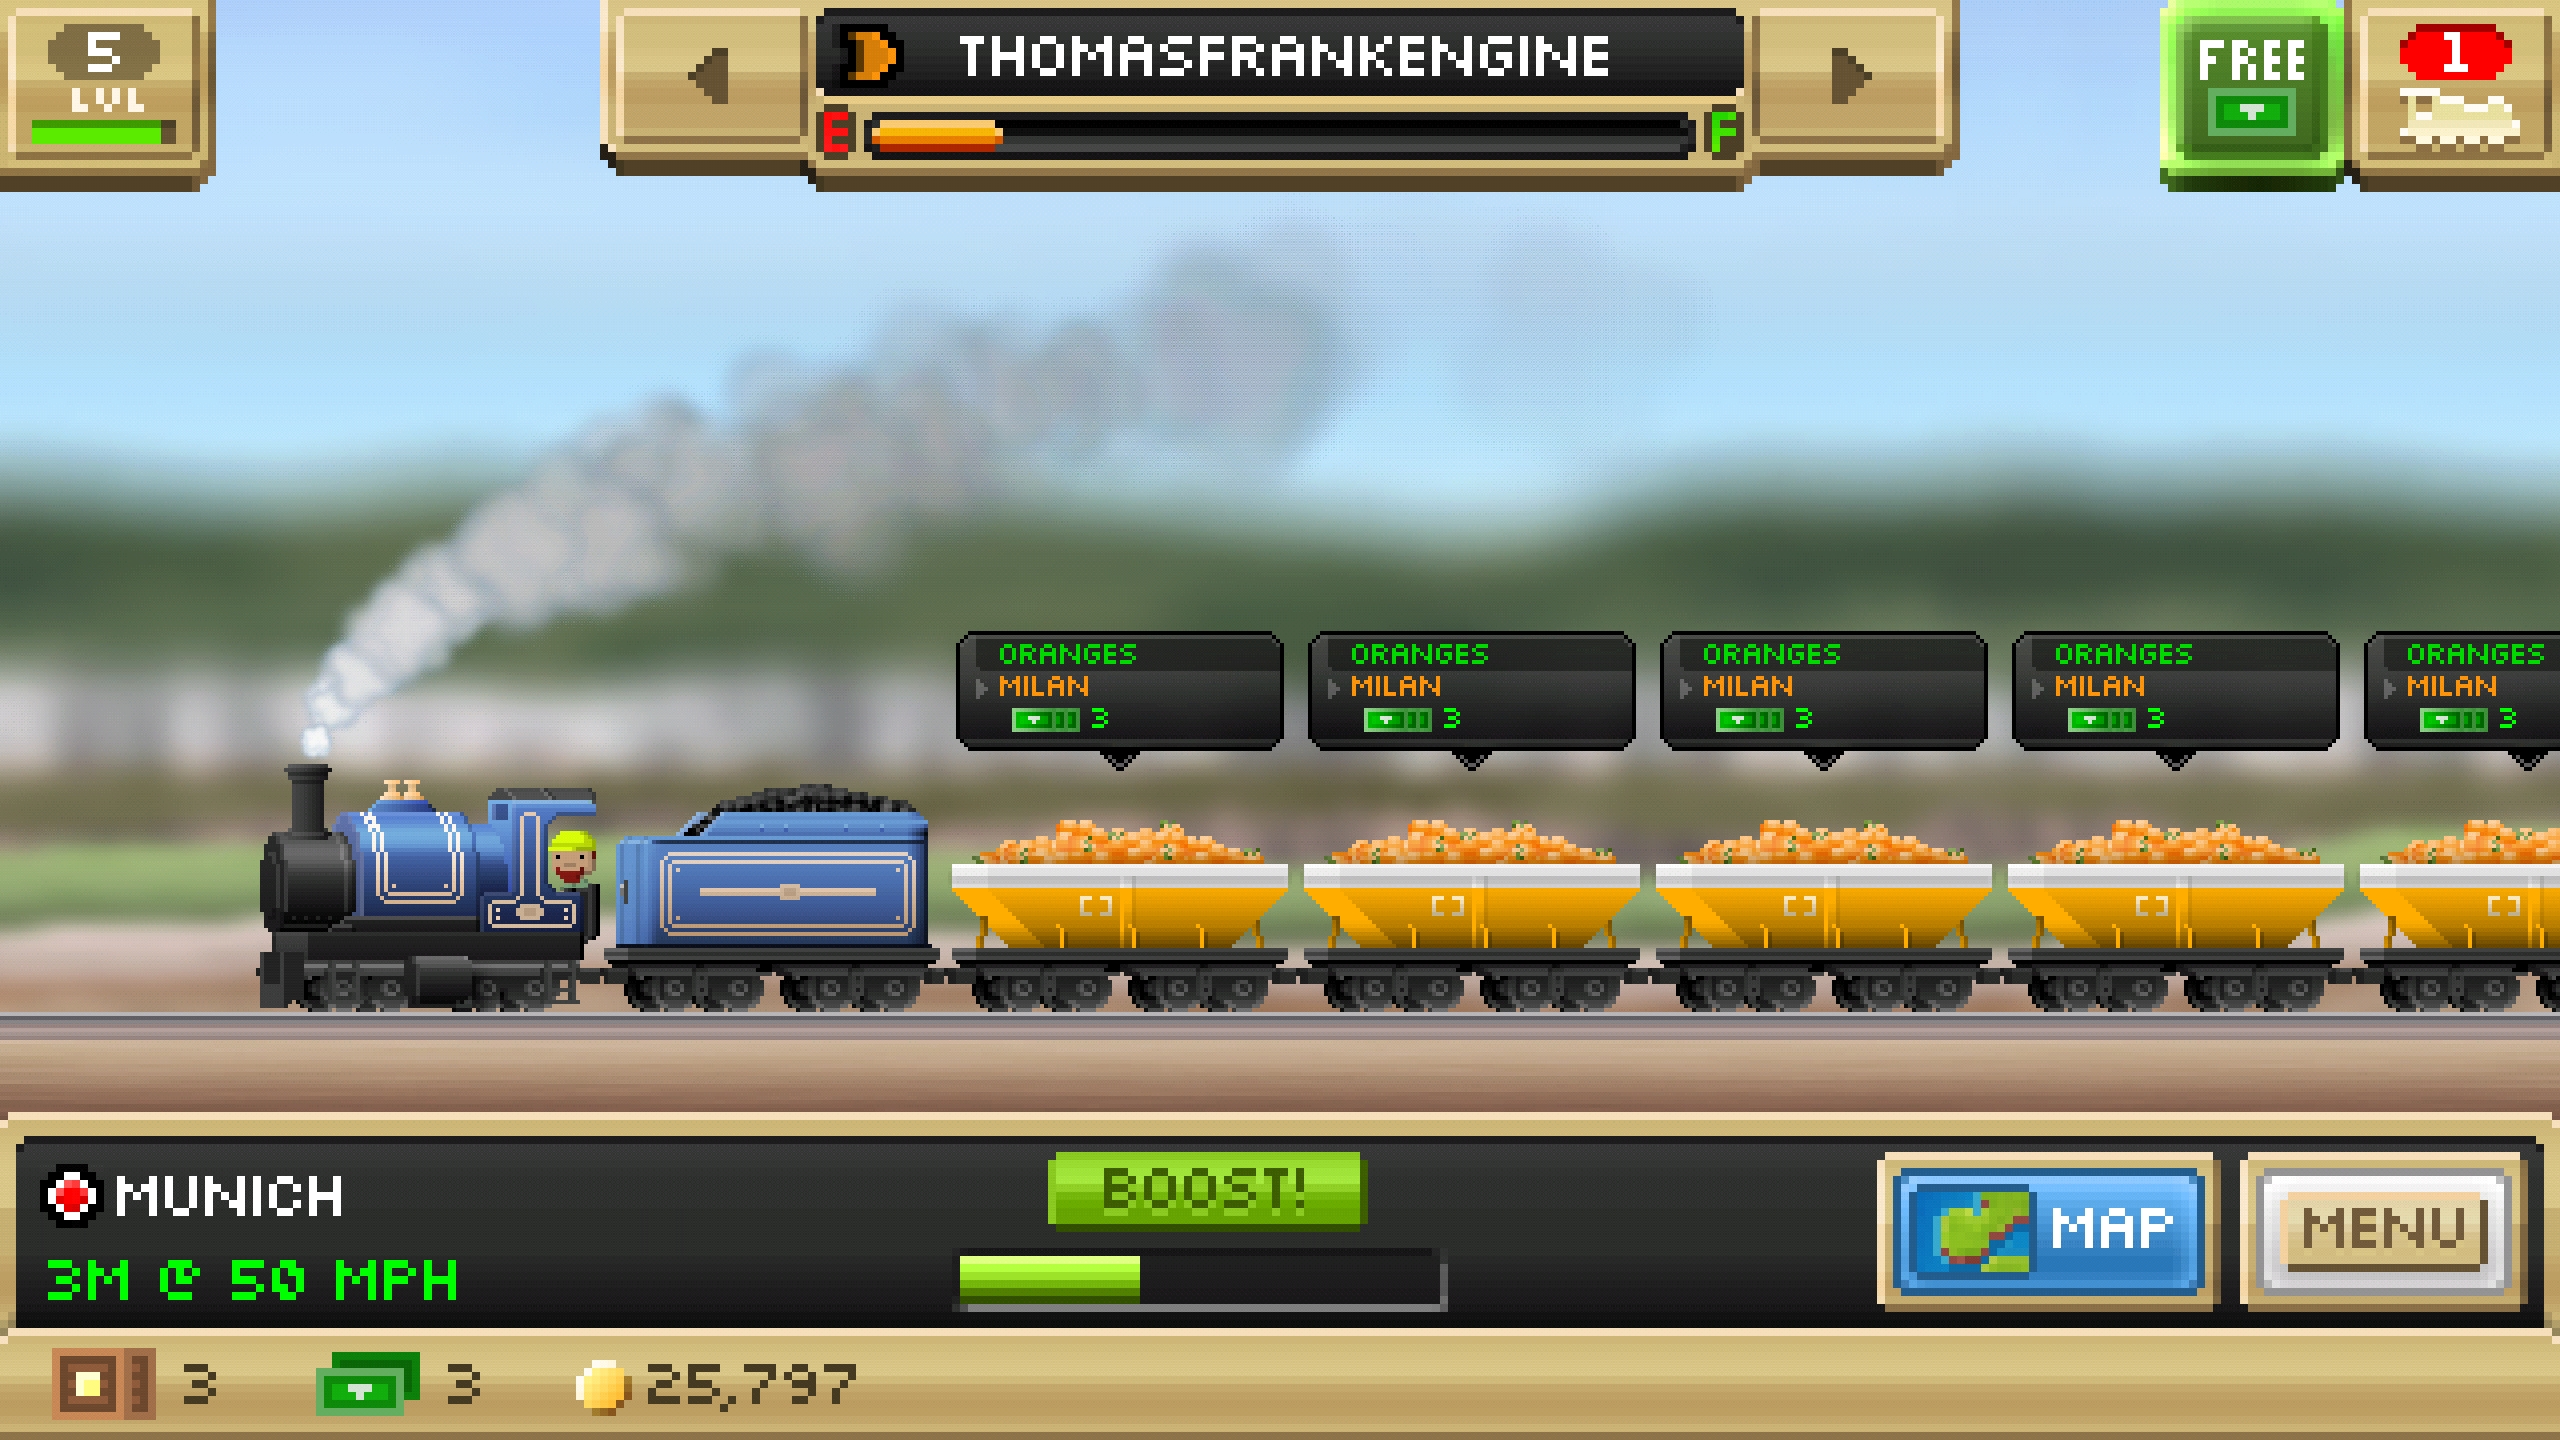 5
LVL
THOMASFRANKENGINE
E F
FREE
1
ORANGES
MILAN
3
ORANGES
MILAN
3
ORANGES
MILAN
3
ORANGES
MILAN
3
ORANGES
MILAN
3
MUNICH
3M @ 50 MPH
BOOST!
MAP
MENU
3 3 25,797